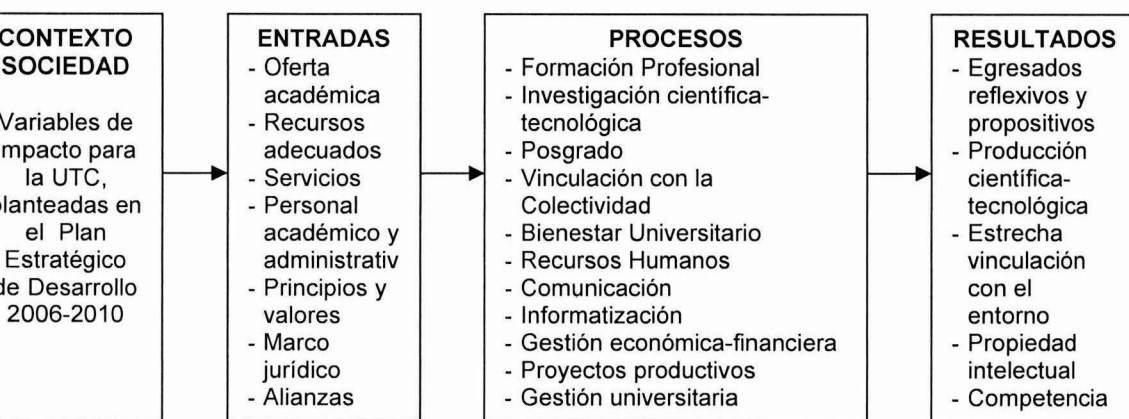 CONTEXTO
SOCIEDAD
Variables de
impacto para
la UTC,
planteadas en
el Plan
Estratégico
de Desarrollo
2006-2010
ENTRADAS
- Oferta
académica
- Recursos
adecuados
- Servicios
- Personal
académico y
administrativ
- Principios y
valores
- Marco
jurídico
- Alianzas
PROCESOS
- Formación Profesional
- Investigación científica-
tecnológica
- Posgrado
- Vinculación con la
Colectividad
- Bienestar Universitario
- Recursos Humanos
- Comunicación
- Informatización
- Gestión económica-financiera
- Proyectos productivos
- Gestión universitaria
RESULTADOS
- Egresados
reflexivos y
propositivos
- Producción
científica-
tecnológica
- Estrecha
vinculación
con el
entorno
- Propiedad
intelectual
- Competencia